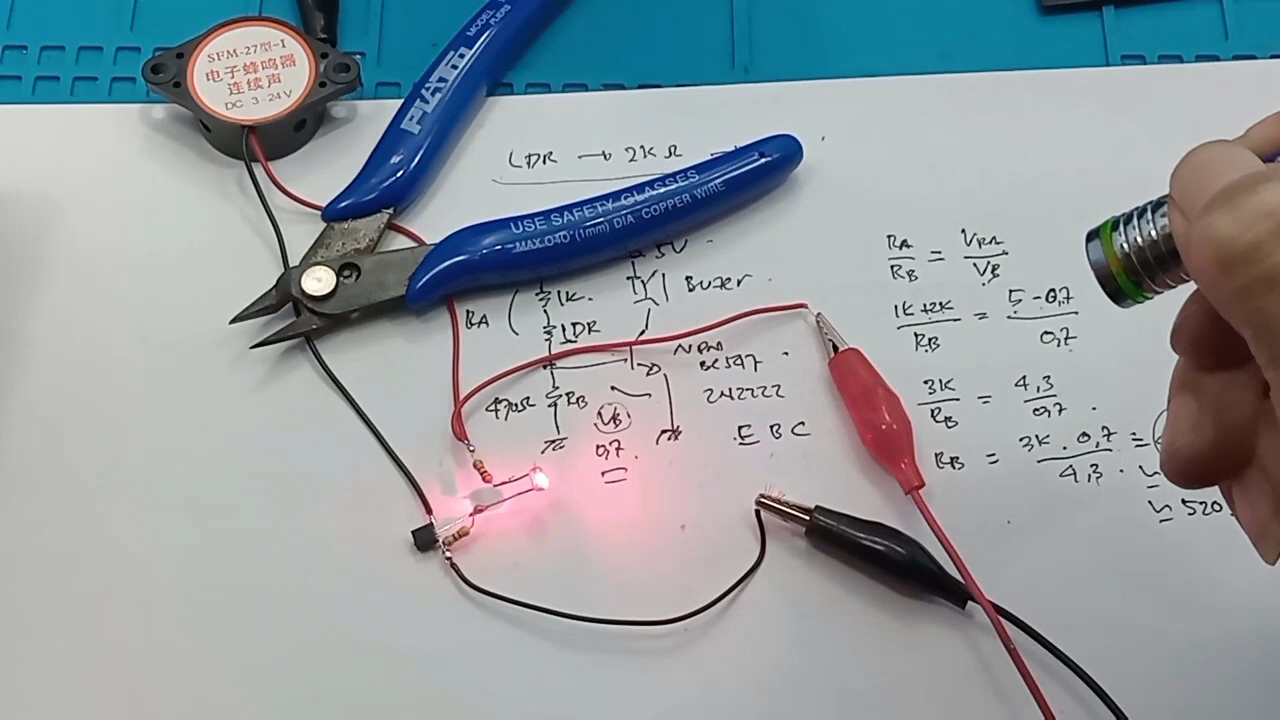 SFM-27型-I
电子蜂鸣器
连续声
DC 3 24V
MODEL
PLATO
USE SAFETY GLASSES
MAX.040"(1mm) DIA COPPER WIRE
LDR → 2KΩ →
5V
RA ( 1K. Buzer.
LDR
NPN
BC547
2N2222
470Ω RB
VB
0,7.
E B C
RA/RB = VRA/VB
1K+2K/RB = 5-0,7/0,7
3K/RB = 4,3/0,7.
RB = 3K.0,7/4,3. =
≃ 520